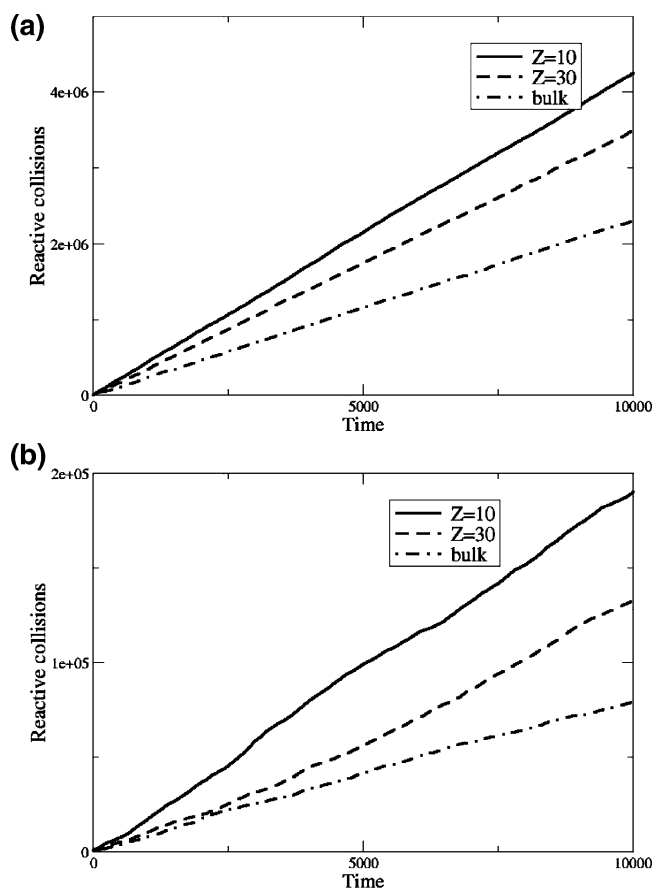 (a)
4e+06
2e+06
0
Reactive collisions
Z=10
Z=30
bulk
0
5000
10000
Time
(b)
2e+05
1e+05
0
Reactive collisions
Z=10
Z=30
bulk
0
5000
10000
Time